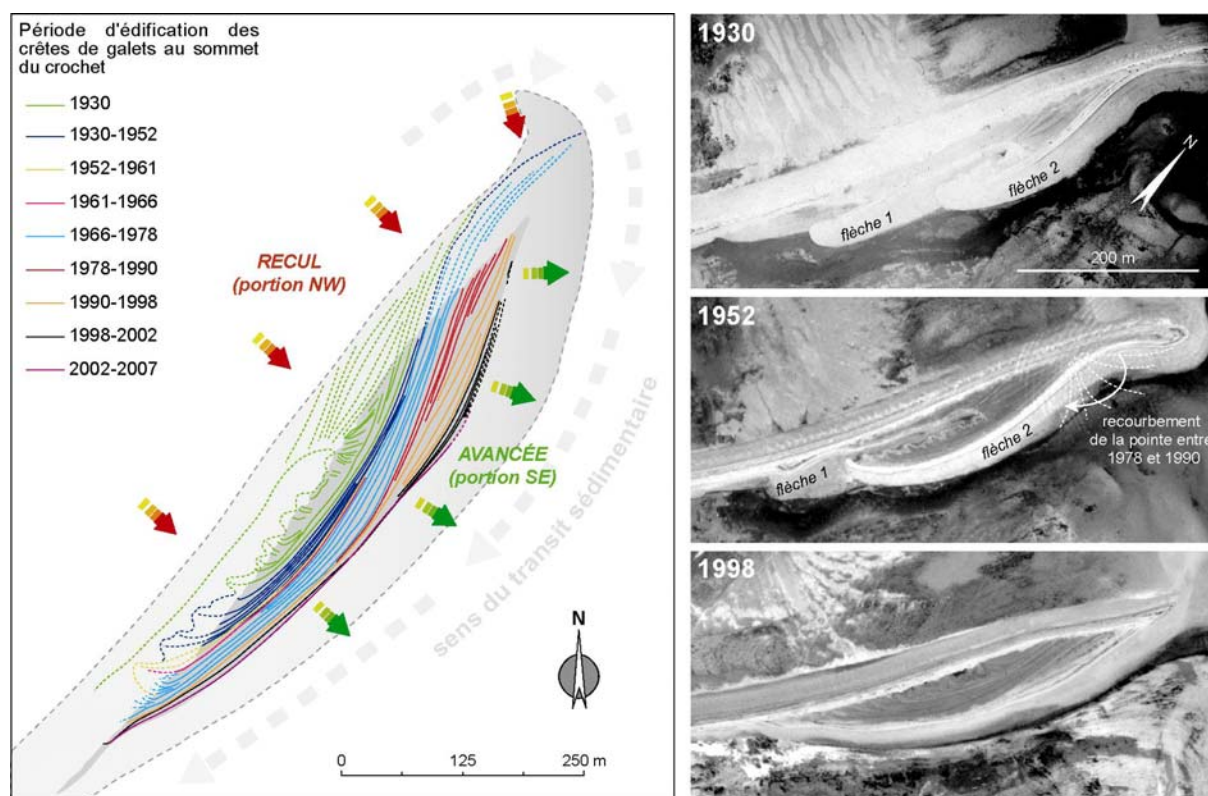 Période d'édification des
crêtes de galets au sommet
du crochet
1930
1930-1952
1952-1961
1961-1966
1966-1978
1978-1990
1990-1998
1998-2002
2002-2007
RECUL
(portion NW)
AVANCÉE
(portion SE)
sens du transit sédimentaire
N
0 125 250 m
1930
flèche 1
flèche 2
N
200 m
1952
flèche 1
flèche 2
recourbement
de la pointe entre
1978 et 1990
1998